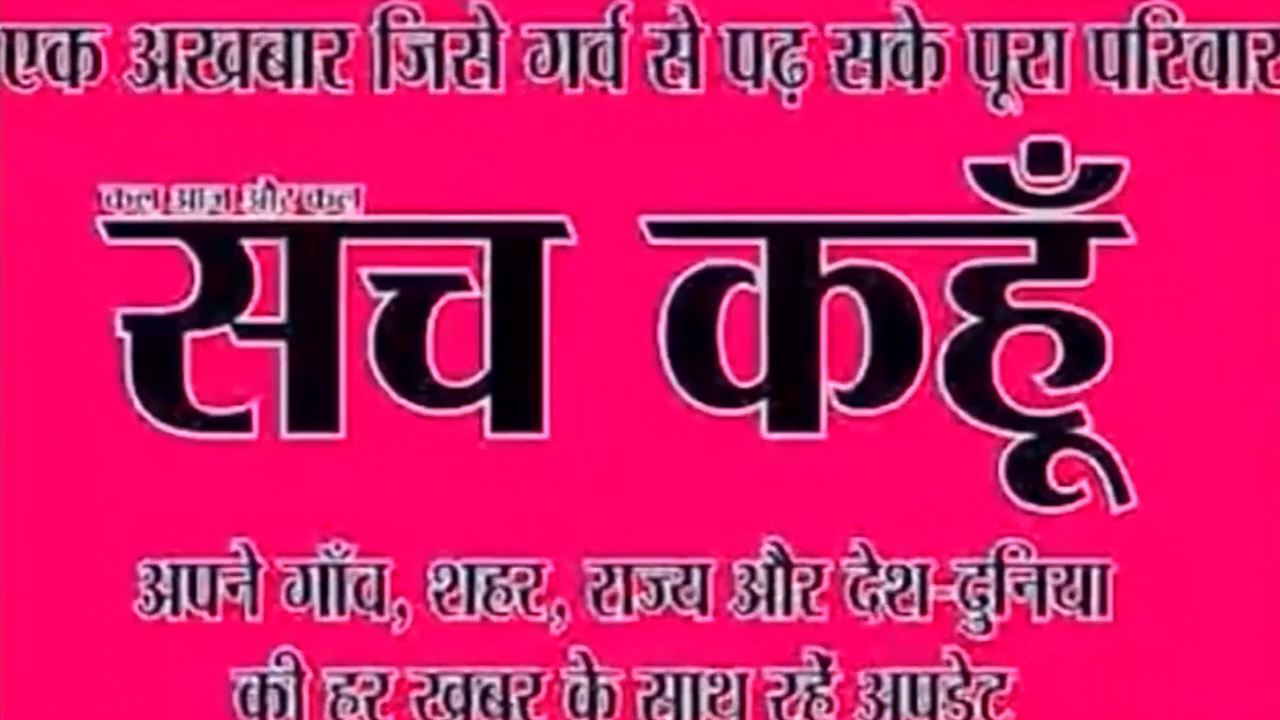 एक अखबार जिसे गर्व से पढ़ सके पूरा परिवार
कल आज और कल
सच कहूँ
अपने गाँव, शहर, राज्य और देश-दुनिया
की हर खबर के साथ रहें अपडेट